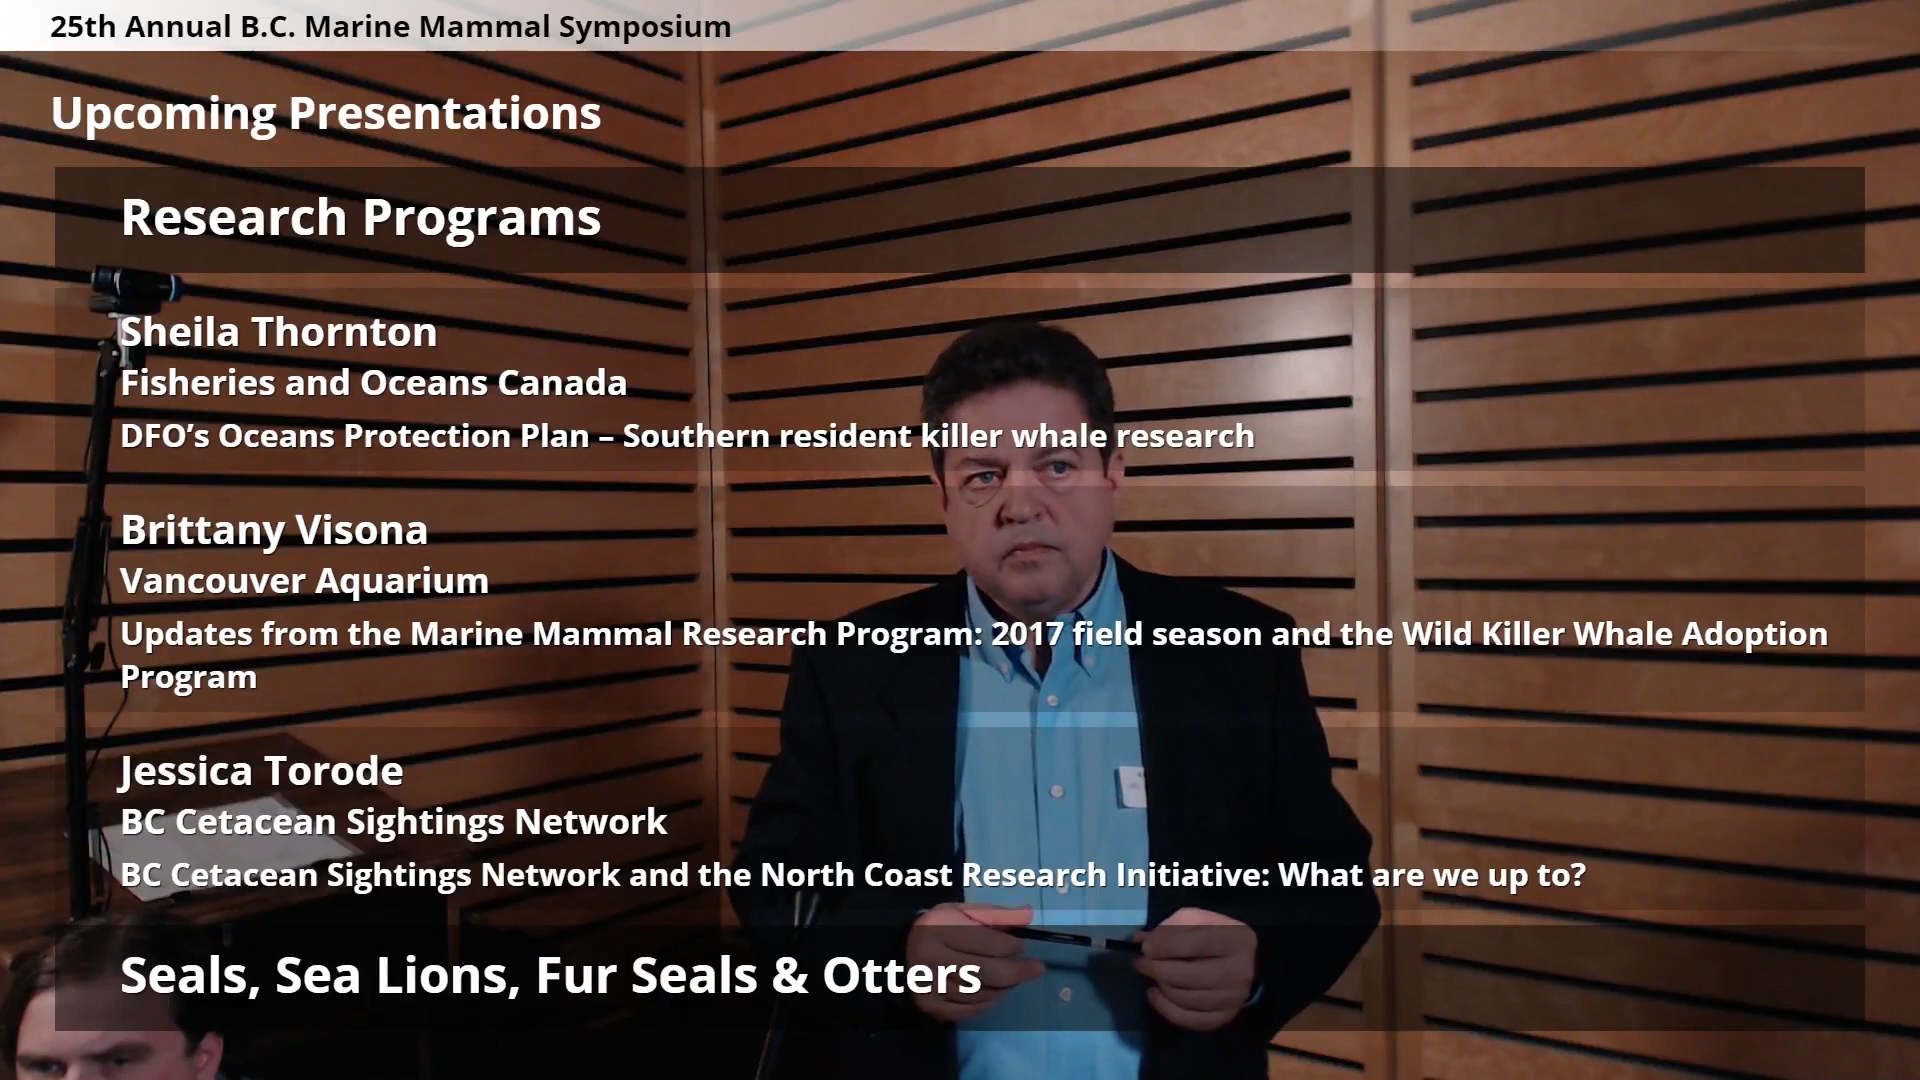 25th Annual B.C. Marine Mammal Symposium
Upcoming Presentations
Research Programs
Sheila Thornton
Fisheries and Oceans Canada
DFO’s Oceans Protection Plan – Southern resident killer whale research
Brittany Visona
Vancouver Aquarium
Updates from the Marine Mammal Research Program: 2017 field season and the Wild Killer Whale Adoption
Program
Jessica Torode
BC Cetacean Sightings Network
BC Cetacean Sightings Network and the North Coast Research Initiative: What are we up to?
Seals, Sea Lions, Fur Seals & Otters